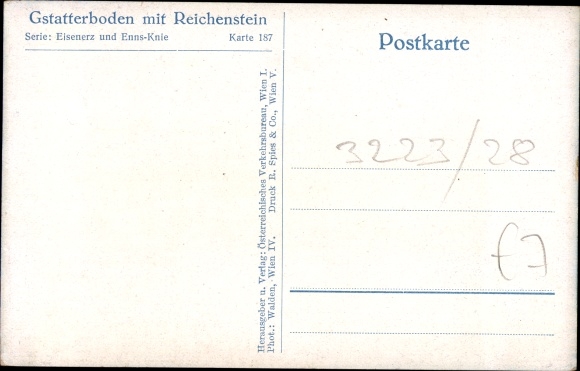 Gstatterboden mit Reichenstein
Serie: Eisenerz und Enns-Knie Karte 187
Postkarte
Herausgeber u. Verlag: Österreichisches Verkehrsbureau, Wien I.
Phot.: Walden, Wien IV. Druck R. Spies & Co., Wien V.
3223/28